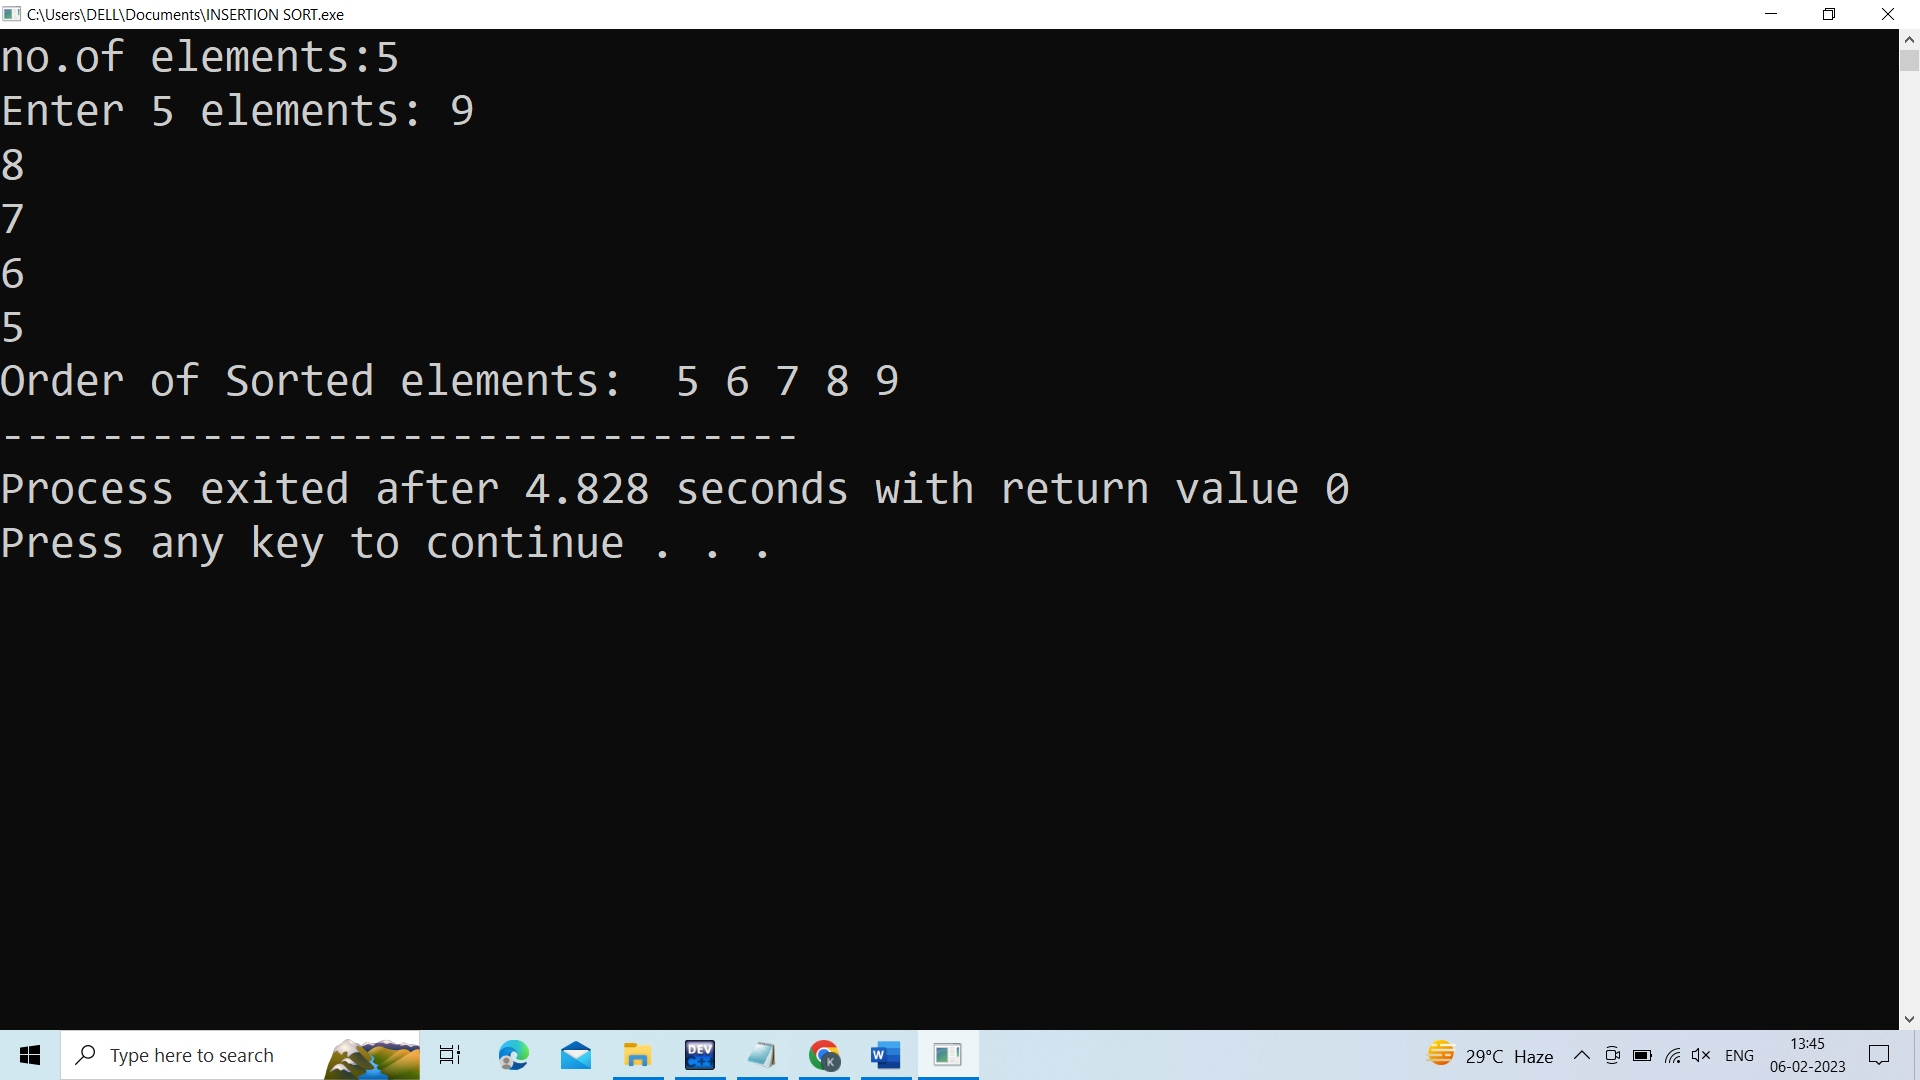 C:\Users\DELL\Documents\INSERTION SORT.exe
no.of elements:5
Enter 5 elements: 9
8
7
6
5
Order of Sorted elements:  5 6 7 8 9
--------------------------------
Process exited after 4.828 seconds with return value 0
Press any key to continue . . .
Type here to search
DEV C++
K
W
29°C Haze
ENG
13:45
06-02-2023